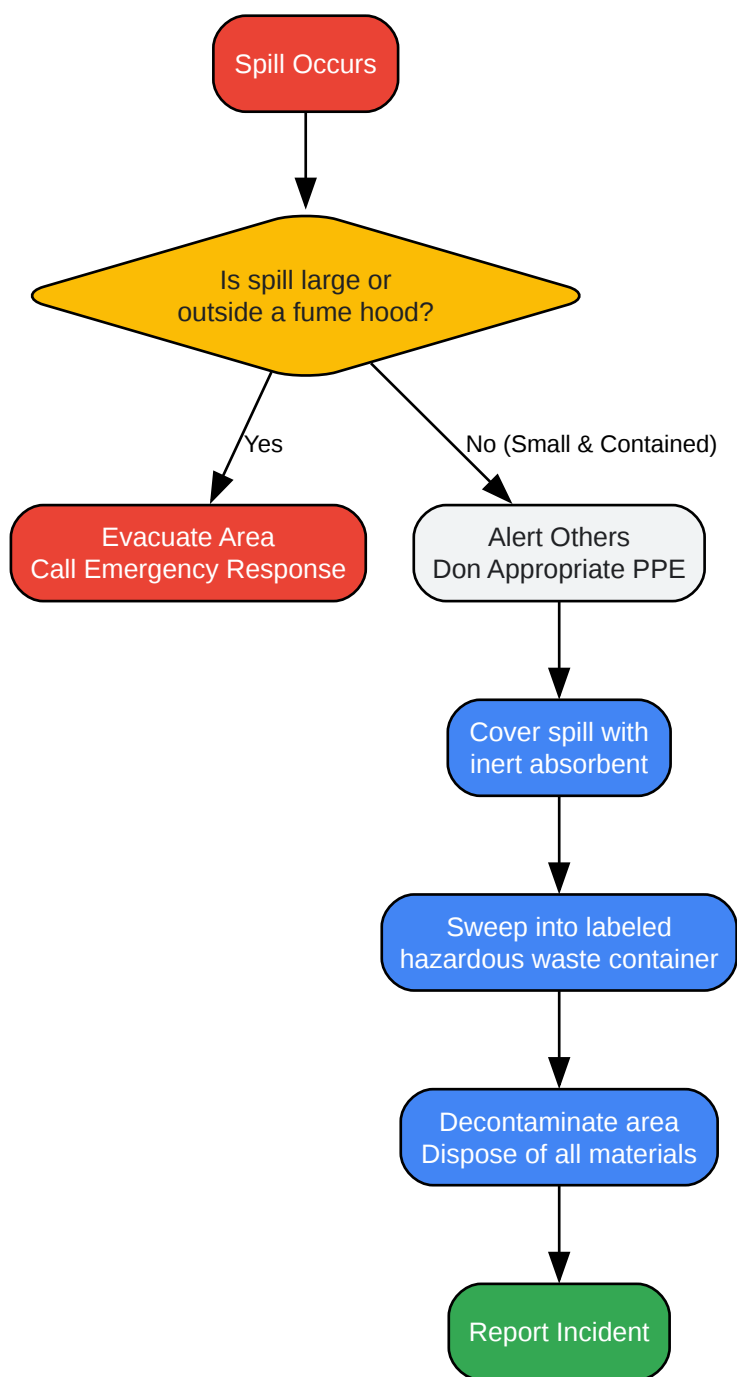 Spill Occurs
Is spill large or
outside a fume hood?
Yes
No (Small & Contained)
Evacuate Area
Call Emergency Response
Alert Others
Don Appropriate PPE
Cover spill with
inert absorbent
Sweep into labeled
hazardous waste container
Decontaminate area
Dispose of all materials
Report Incident